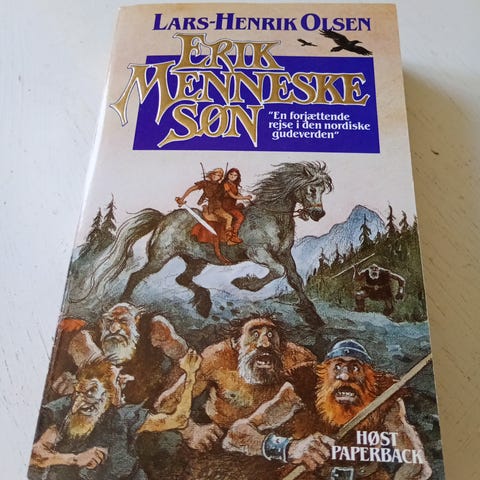 LARS-HENRIK OLSEN
ERIK
MENNESKE
SØN
"En forjættende
rejse i den nordiske
gudeverden"
HØST
PAPERBACK